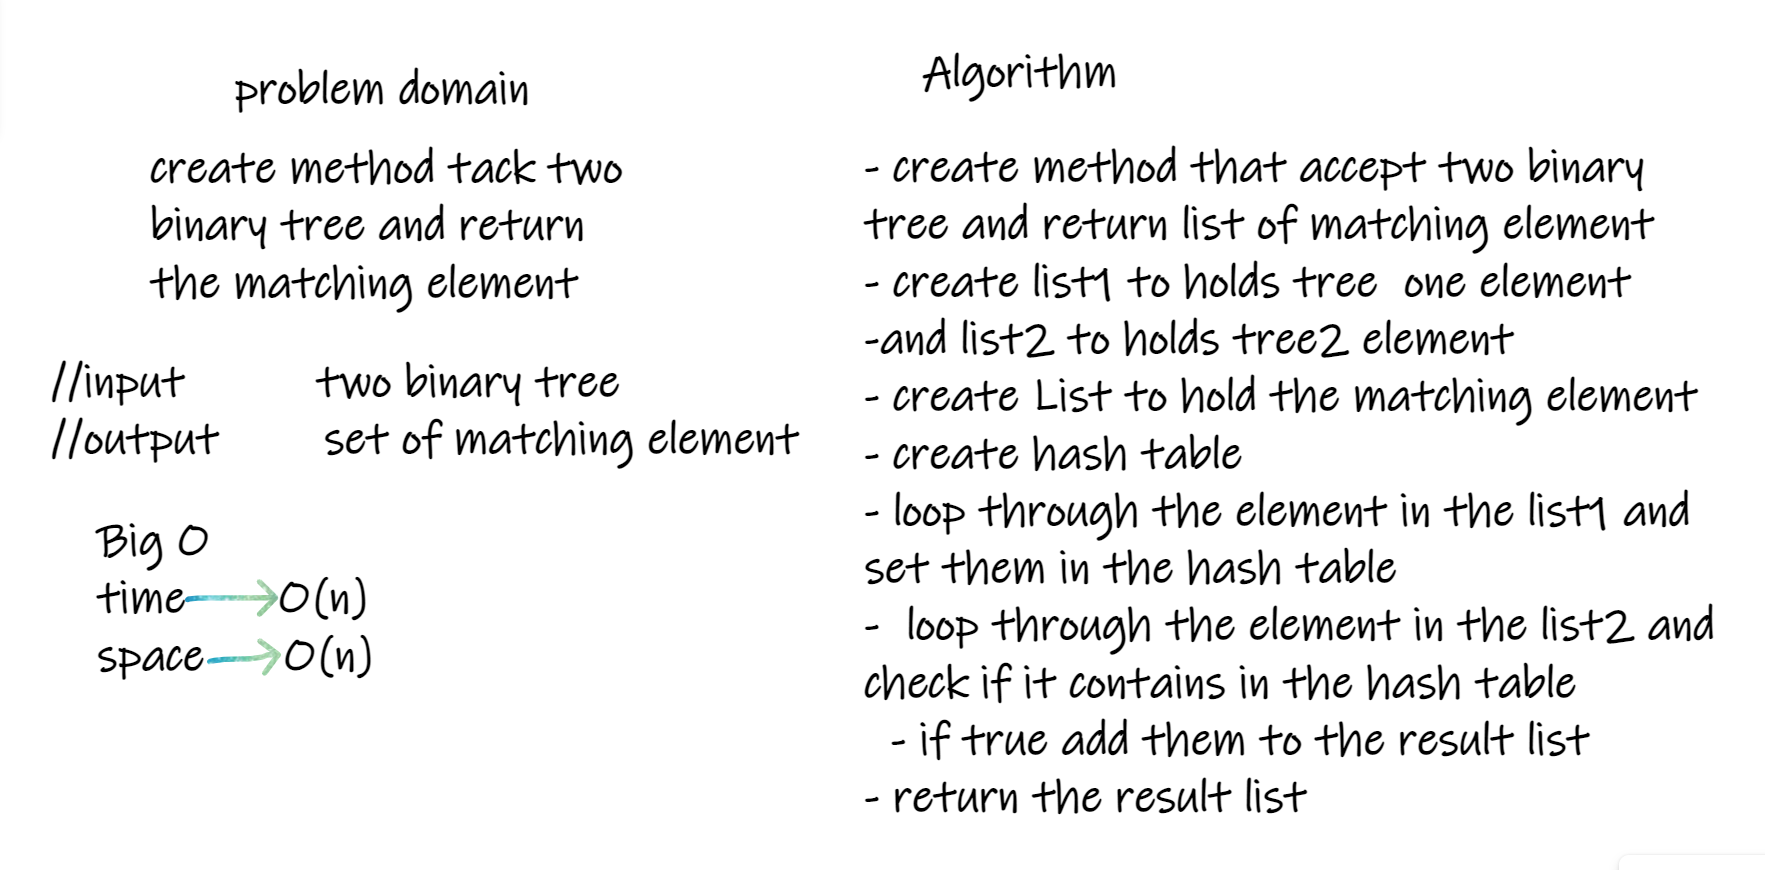 problem domain
create method tack two
binary tree and return
the matching element
//input two binary tree
//output set of matching element
Big O
time O(n)
space O(n)
Algorithm
- create method that accept two binary
tree and return list of matching element
- create list1 to holds tree one element
-and list2 to holds tree2 element
- create List to hold the matching element
- create hash table
- loop through the element in the list1 and
set them in the hash table
- loop through the element in the list2 and
check if it contains in the hash table
- if true add them to the result list
- return the result list